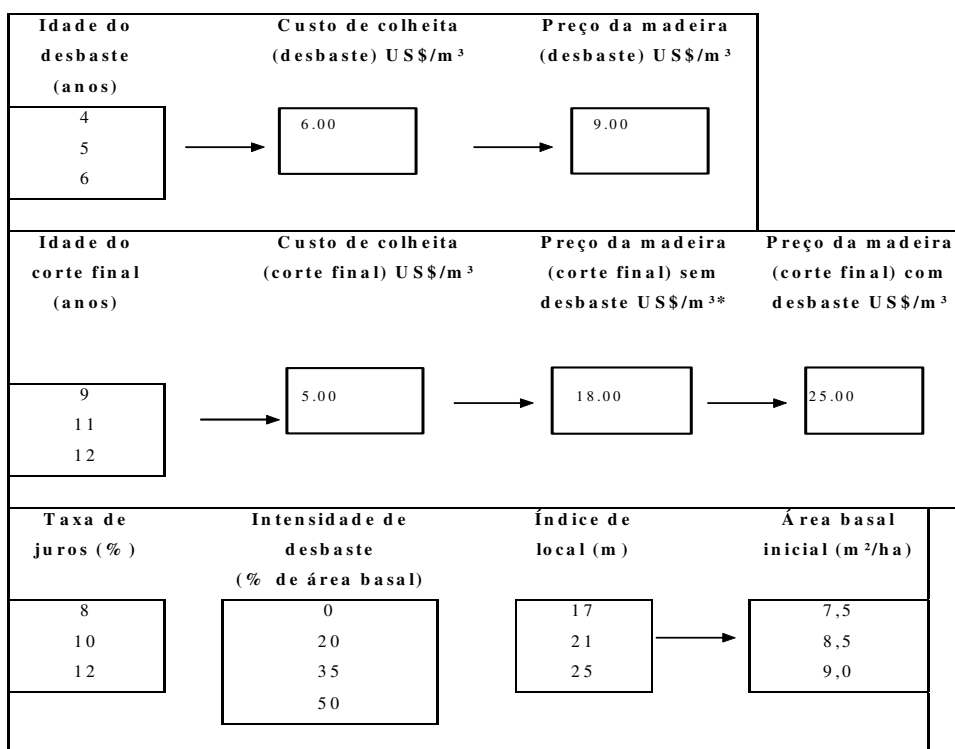 Idade do Custo de colheita Preço da madeira
desbaste (desbaste) US$/m³ (desbaste) US$/m³
(anos)
4
6.00 9.00
5
6
Idade do Custo de colheita Preço da madeira Preço da madeira
corte final (corte final) US$/m³ (corte final) sem (corte final) com
(anos) desbaste US$/m³* desbaste US$/m³
9 5.00 18.00 25.00
11
12
Taxa de Intensidade de Índice de Área basal
juros (%) desbaste local (m) inicial (m²/ha)
(% de área basal)
8 0 17 7,5
10 20 21 8,5
12 35 25 9,0
50